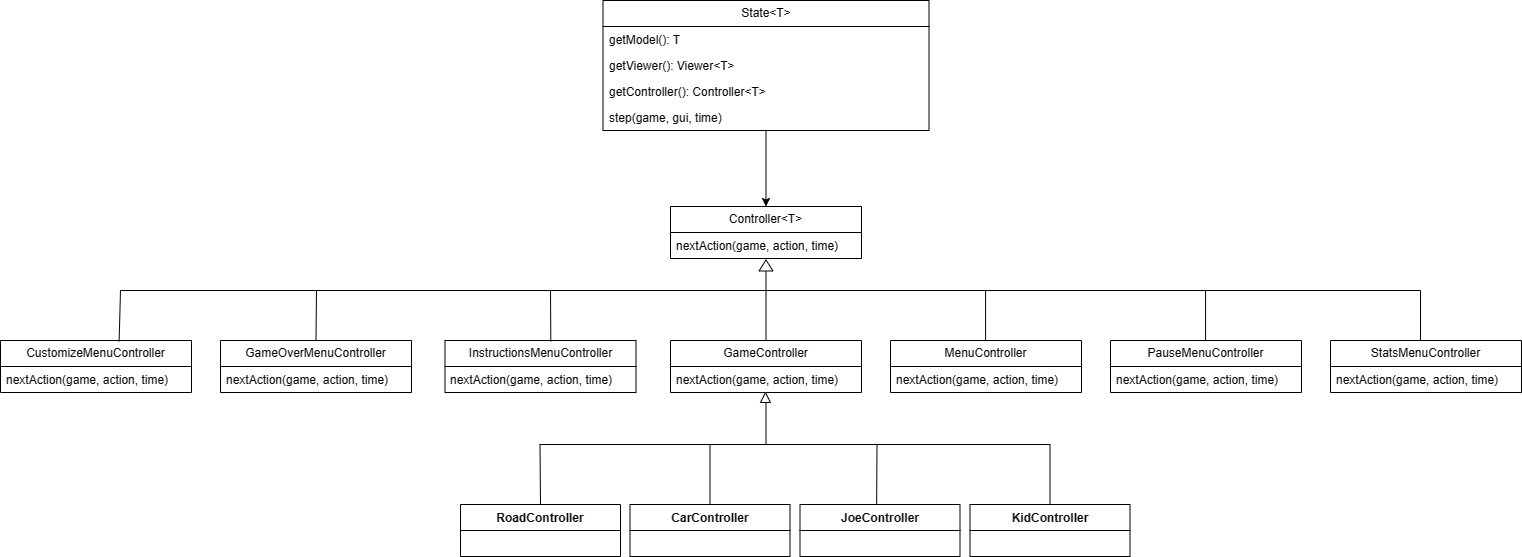 State<T>
getModel(): T
getViewer(): Viewer<T>
getController(): Controller<T>
step(game, gui, time)
Controller<T>
nextAction(game, action, time)
CustomizeMenuController
nextAction(game, action, time)
GameOverMenuController
nextAction(game, action, time)
InstructionsMenuController
nextAction(game, action, time)
GameController
nextAction(game, action, time)
MenuController
nextAction(game, action, time)
PauseMenuController
nextAction(game, action, time)
StatsMenuController
nextAction(game, action, time)
RoadController
CarController
JoeController
KidController